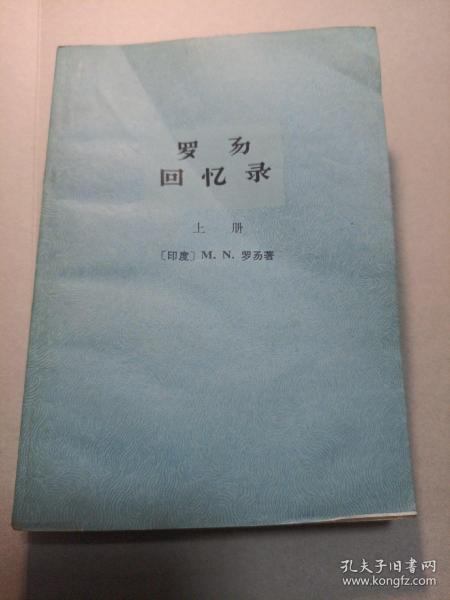 罗易
回忆录
上册
〔印度〕M. N. 罗易著
孔夫子旧书网
www.kongfz.com